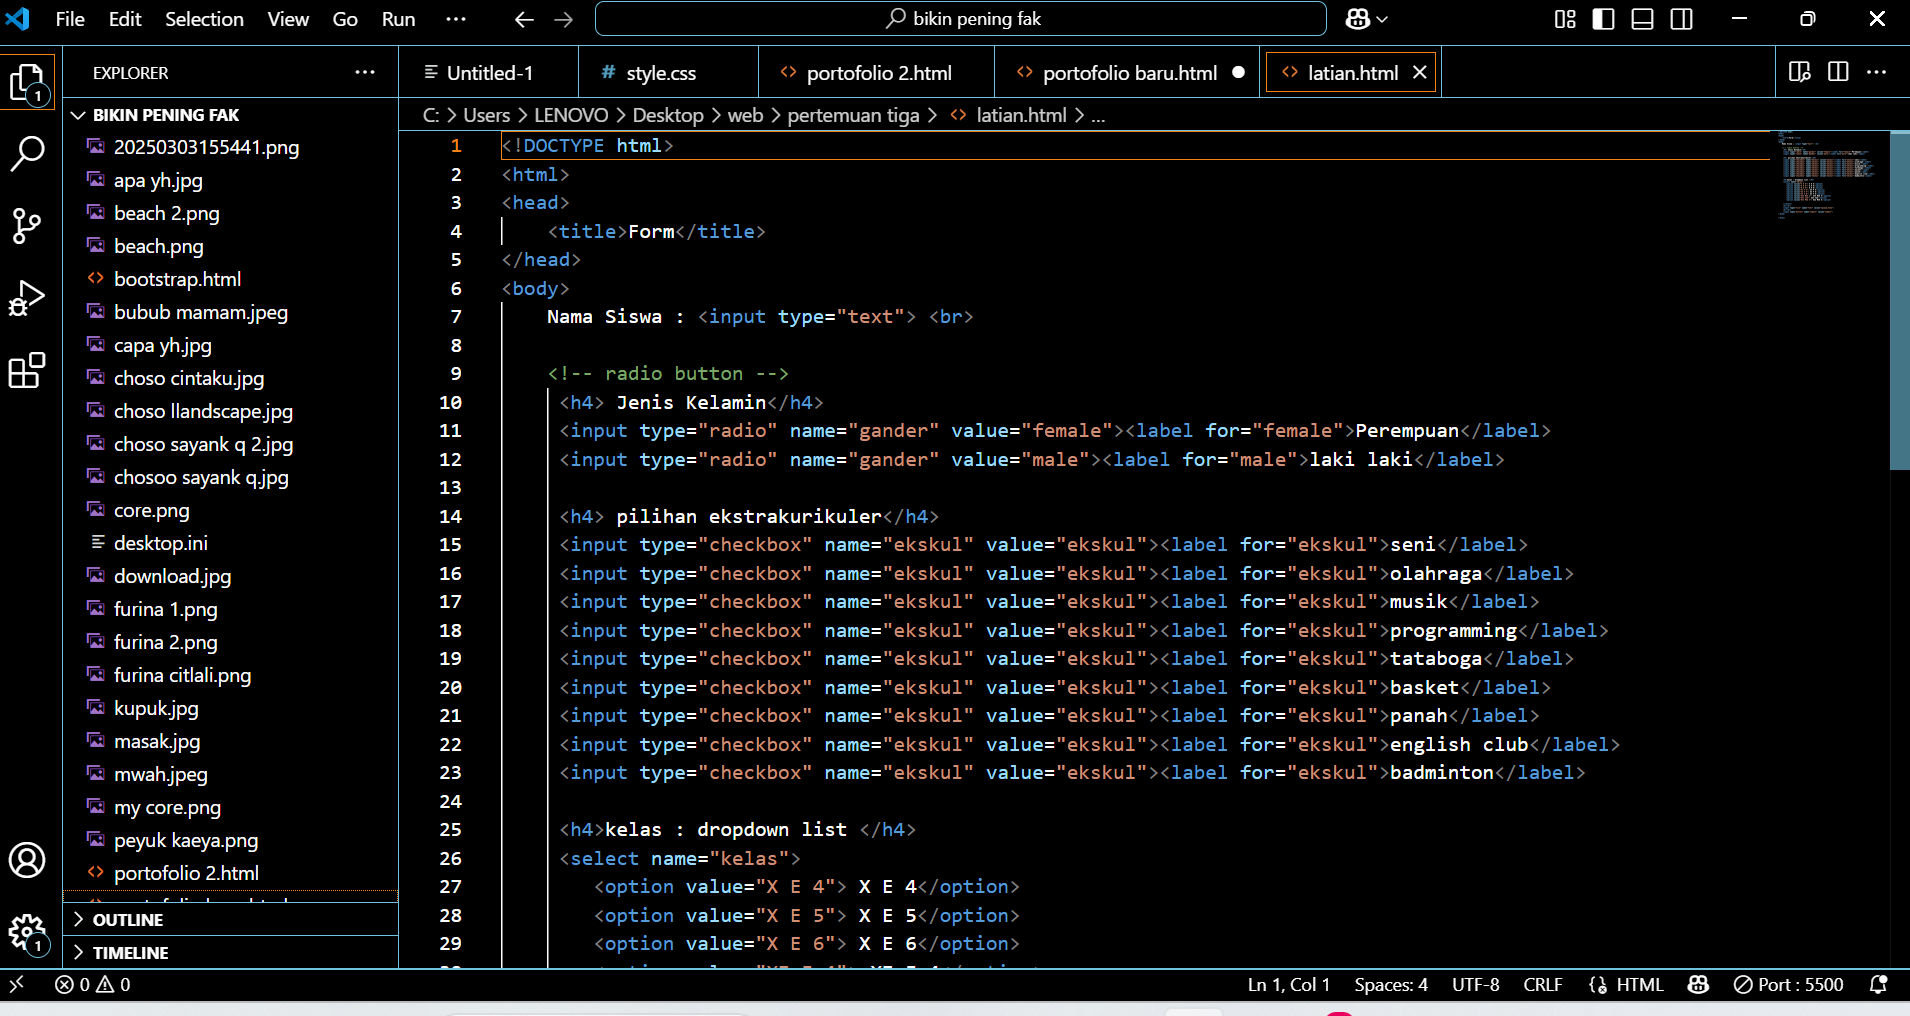 File Edit Selection View Go Run ··· bikin pening fak
EXPLORER ···
1
BIKIN PENING FAK
20250303155441.png
apa yh.jpg
beach 2.png
beach.png
bootstrap.html
bubub mamam.jpeg
capa yh.jpg
choso cintaku.jpg
choso llandscape.jpg
choso sayank q 2.jpg
chosoo sayank q.jpg
core.png
desktop.ini
download.jpg
furina 1.png
furina 2.png
furina citlali.png
kupuk.jpg
masak.jpg
mwah.jpeg
my core.png
peyuk kaeya.png
portofolio 2.html
OUTLINE
TIMELINE
1
Untitled-1 # style.css <> portofolio 2.html <> portofolio baru.html <> latian.html
C: > Users > LENOVO > Desktop > web > pertemuan tiga > <> latian.html > ...
1 <!DOCTYPE html>
2 <html>
3 <head>
4 <title>Form</title>
5 </head>
6 <body>
7 Nama Siswa : <input type="text"> <br>
8
9 <!-- radio button -->
10 <h4> Jenis Kelamin</h4>
11 <input type="radio" name="gander" value="female"><label for="female">Perempuan</label>
12 <input type="radio" name="gander" value="male"><label for="male">laki laki</label>
13
14 <h4> pilihan ekstrakurikuler</h4>
15 <input type="checkbox" name="ekskul" value="ekskul"><label for="ekskul">seni</label>
16 <input type="checkbox" name="ekskul" value="ekskul"><label for="ekskul">olahraga</label>
17 <input type="checkbox" name="ekskul" value="ekskul"><label for="ekskul">musik</label>
18 <input type="checkbox" name="ekskul" value="ekskul"><label for="ekskul">programming</label>
19 <input type="checkbox" name="ekskul" value="ekskul"><label for="ekskul">tataboga</label>
20 <input type="checkbox" name="ekskul" value="ekskul"><label for="ekskul">basket</label>
21 <input type="checkbox" name="ekskul" value="ekskul"><label for="ekskul">panah</label>
22 <input type="checkbox" name="ekskul" value="ekskul"><label for="ekskul">english club</label>
23 <input type="checkbox" name="ekskul" value="ekskul"><label for="ekskul">badminton</label>
24
25 <h4>kelas : dropdown list </h4>
26 <select name="kelas">
27 <option value="X E 4"> X E 4</option>
28 <option value="X E 5"> X E 5</option>
29 <option value="X E 6"> X E 6</option>
0 0 Ln 1, Col 1 Spaces: 4 UTF-8 CRLF HTML Port : 5500